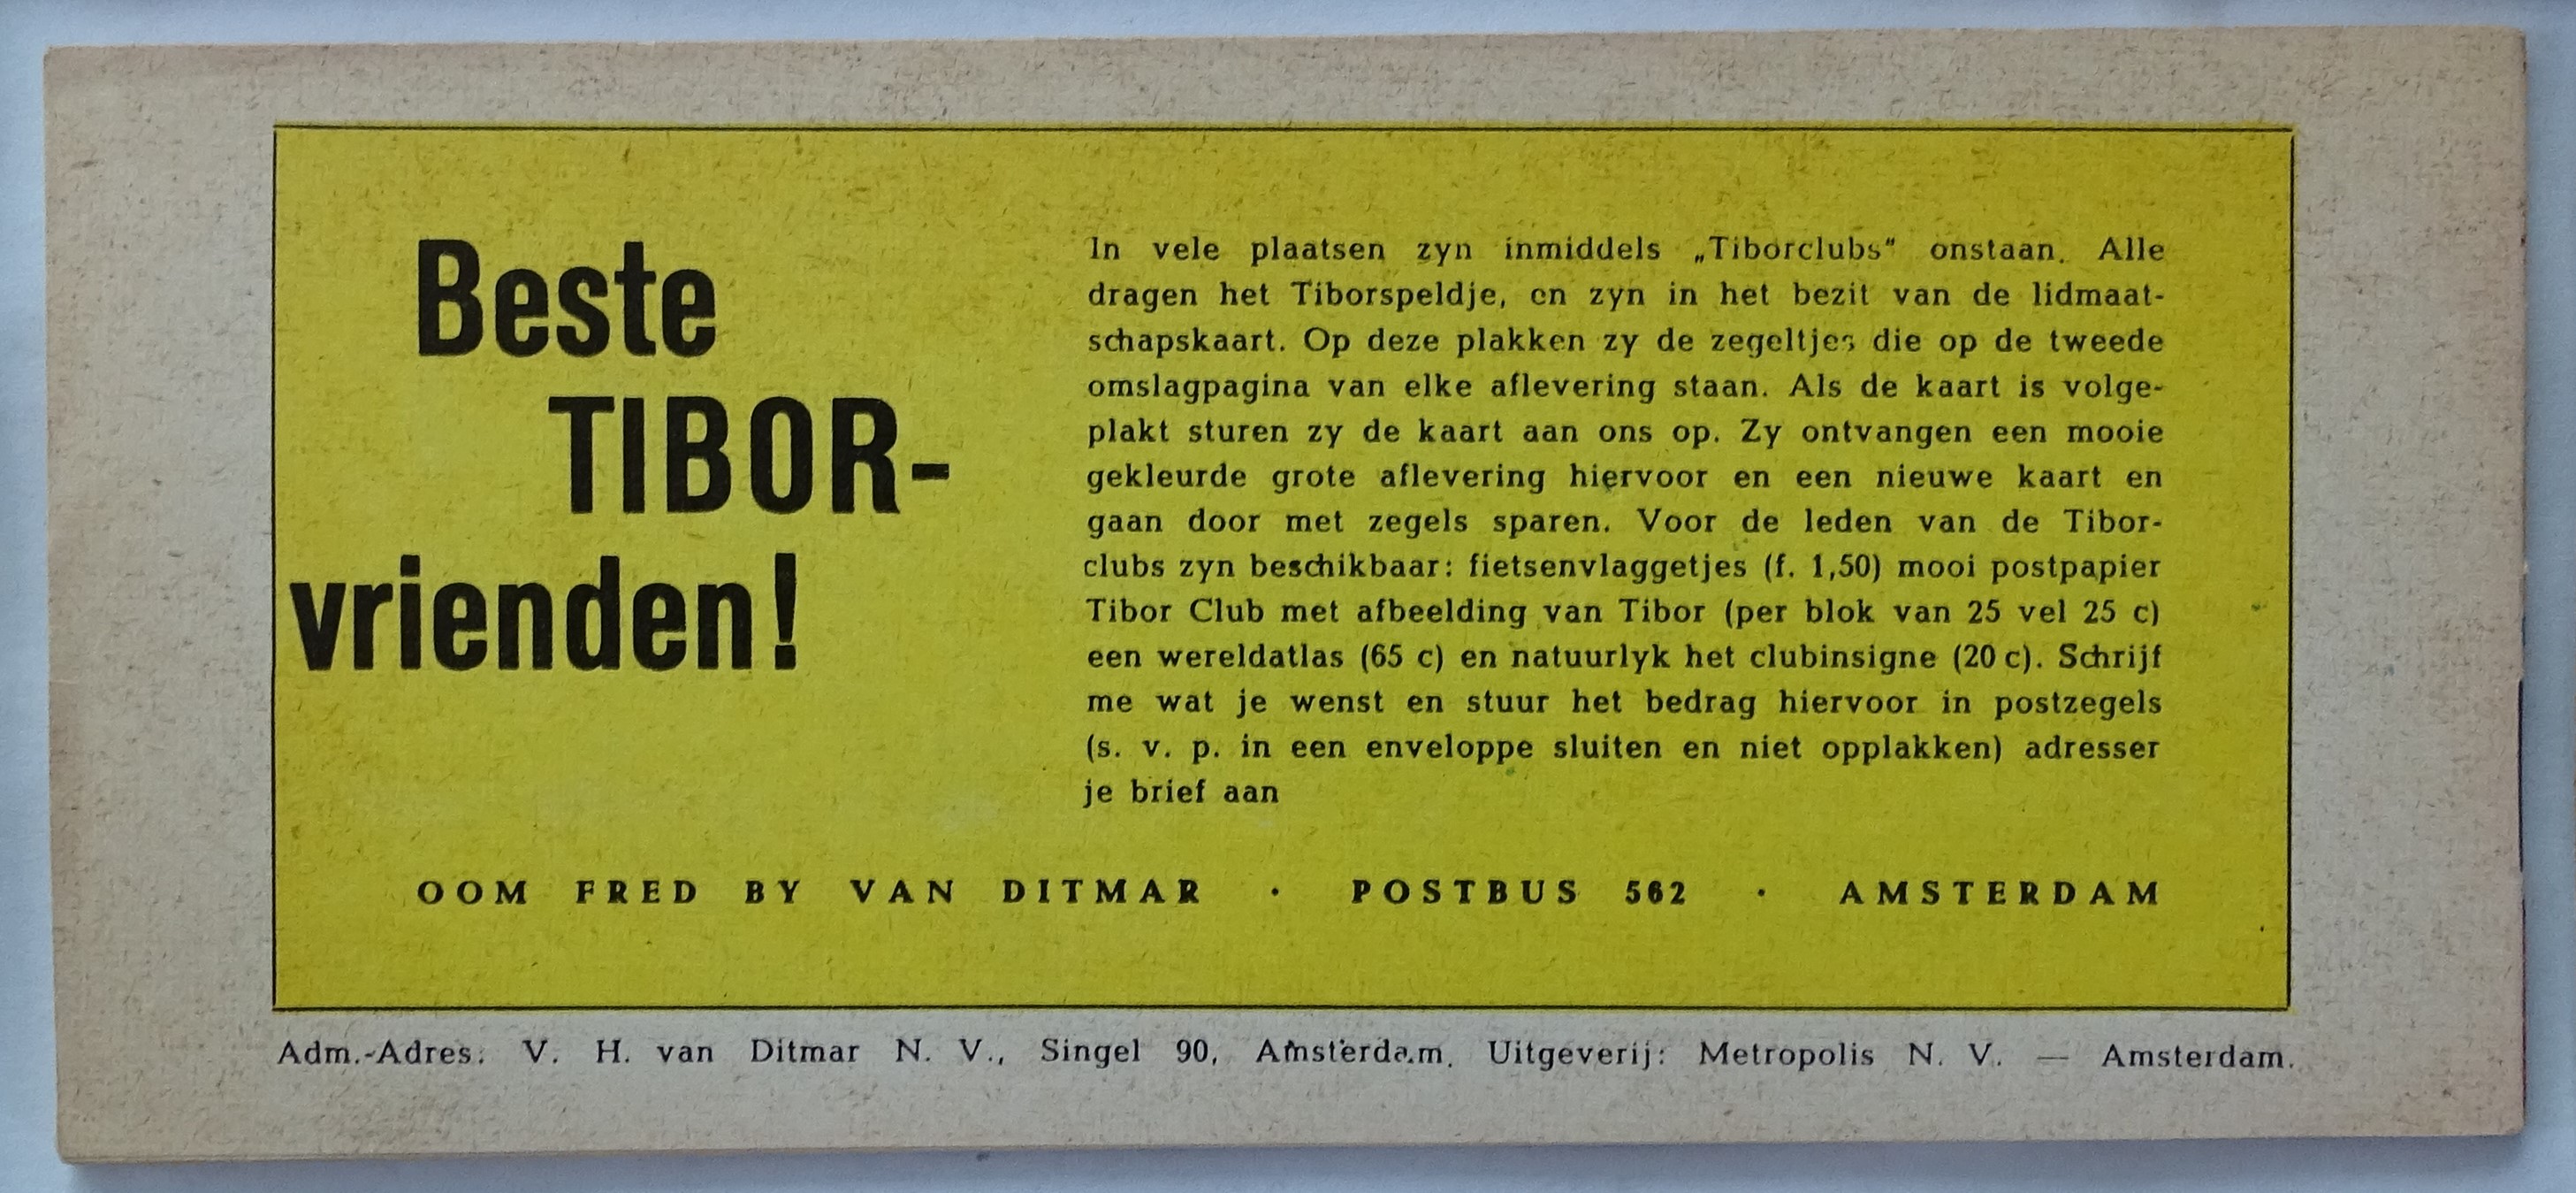 Beste
TIBOR-
vrienden!
In vele plaatsen zyn inmiddels „Tiborclubs“ onstaan. Alle
dragen het Tiborspeldje, en zyn in het bezit van de lidmaat-
schapskaart. Op deze plakken zy de zegeltjes die op de tweede
omslagpagina van elke aflevering staan. Als de kaart is volge-
plakt sturen zy de kaart aan ons op. Zy ontvangen een mooie
gekleurde grote aflevering hiervoor en een nieuwe kaart en
gaan door met zegels sparen. Voor de leden van de Tibor-
clubs zyn beschikbaar: fietsenvlaggetjes (f. 1,50) mooi postpapier
Tibor Club met afbeelding van Tibor (per blok van 25 vel 25 c)
een wereldatlas (65 c) en natuurlyk het clubinsigne (20 c). Schrijf
me wat je wenst en stuur het bedrag hiervoor in postzegels
(s. v. p. in een enveloppe sluiten en niet opplakken) adresser
je brief aan
OOM FRED BY VAN DITMAR · POSTBUS 562 · AMSTERDAM
Adm.-Adres: V. H. van Ditmar N. V., Singel 90, Amsterdam. Uitgeverij: Metropolis N. V. — Amsterdam.